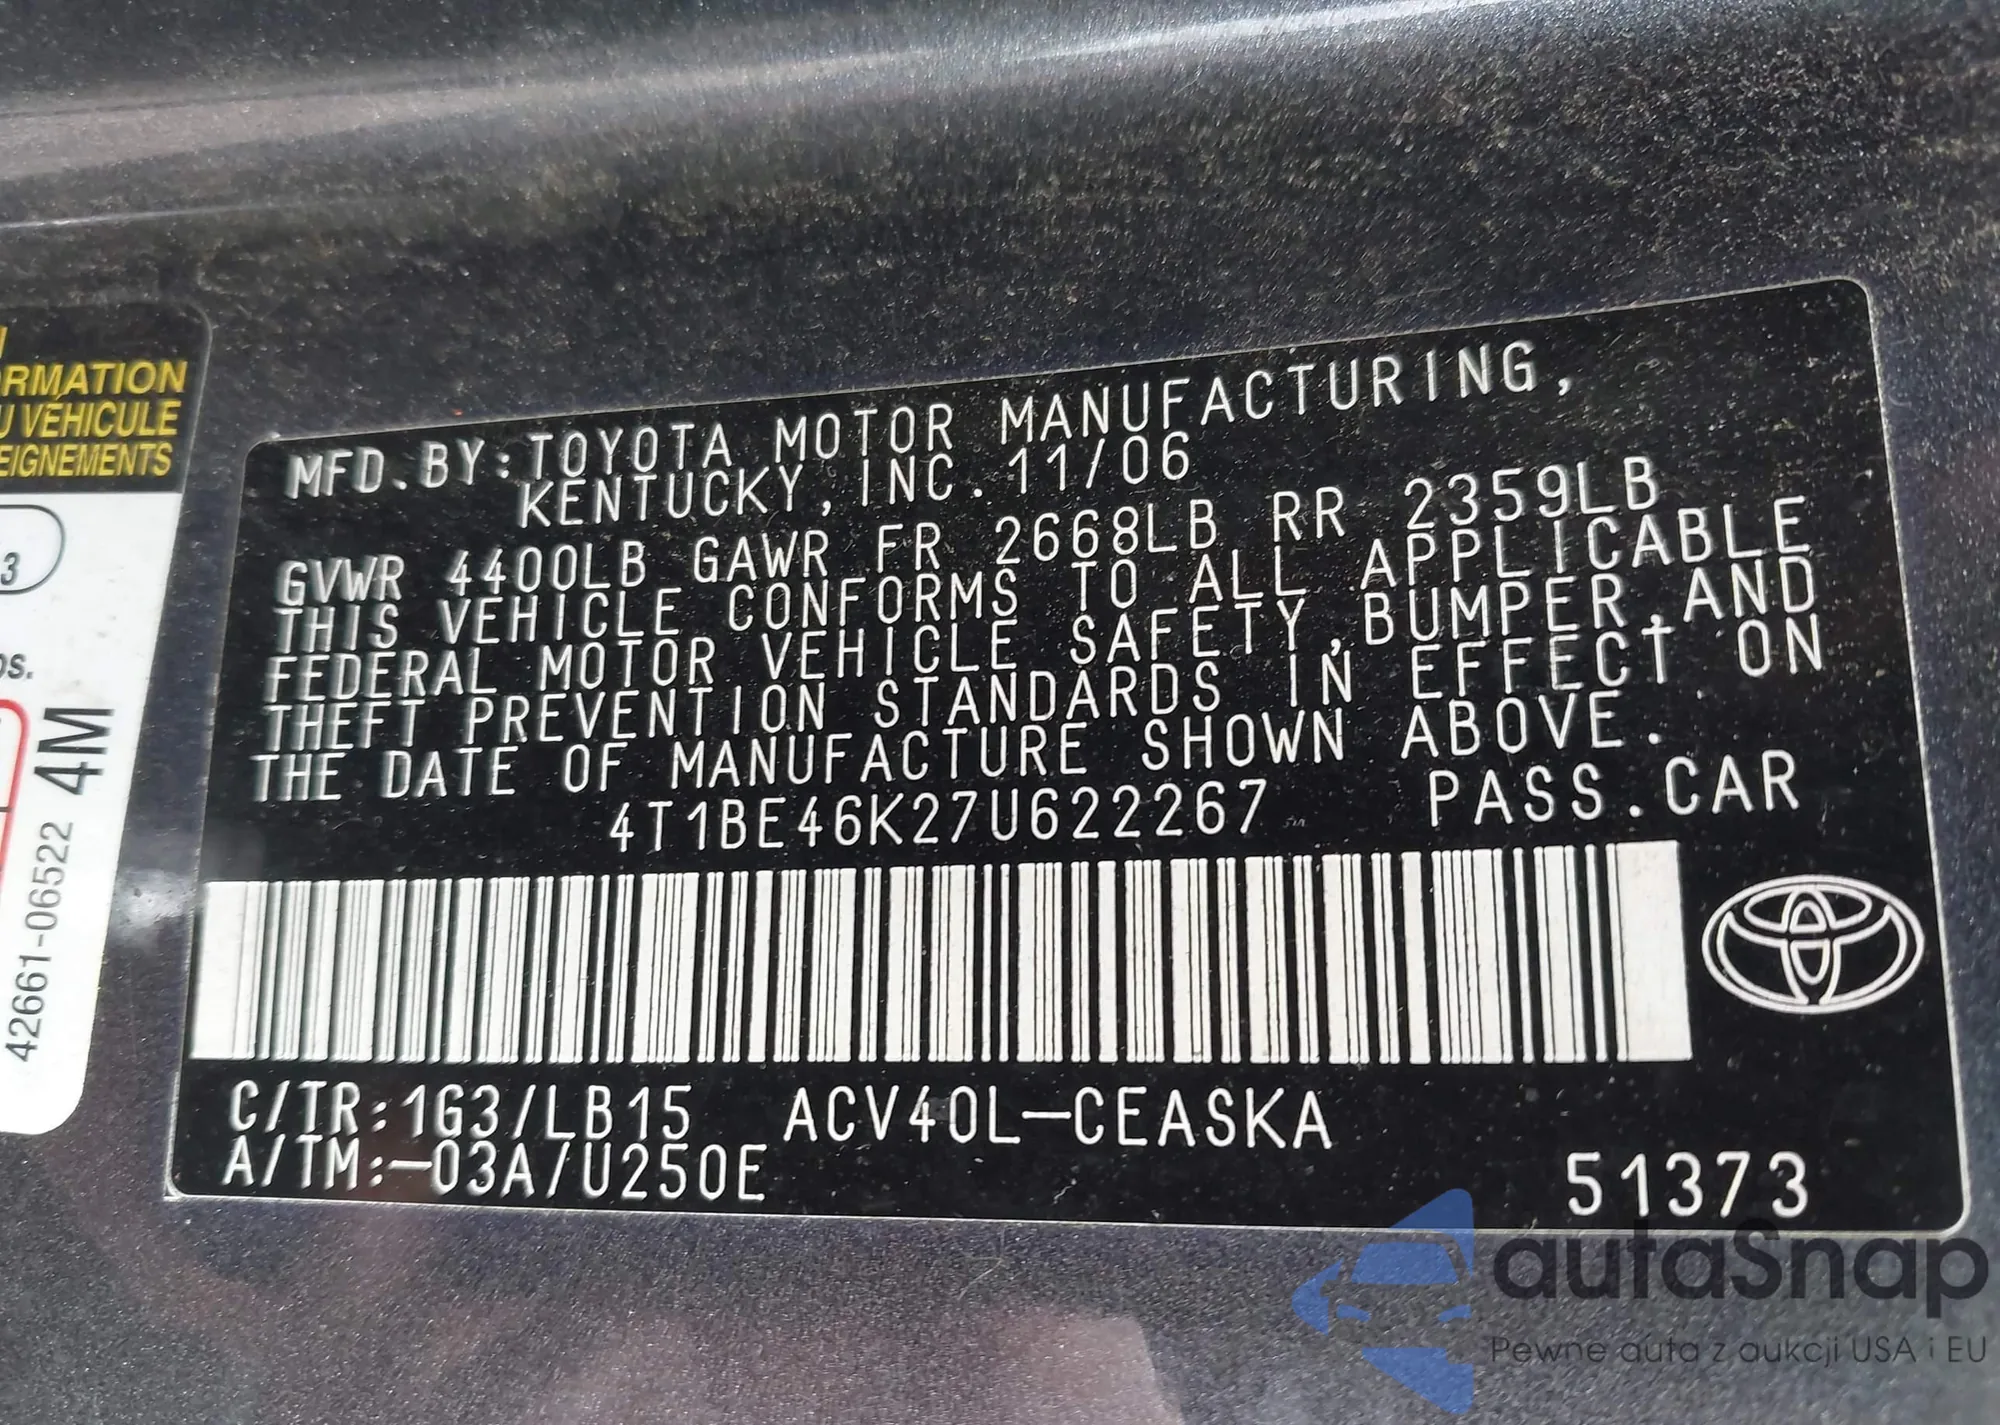 ORMATION
U VÉHICULE
EIGNEMENTS
3
os.
42661-06522 4M
MFD. BY: TOYOTA MOTOR MANUFACTURING,
KENTUCKY, INC. 11/06
GVWR 4400LB GAWR FR 2668LB RR 2359LB
THIS VEHICLE CONFORMS TO ALL APPLICABLE
FEDERAL MOTOR VEHICLE SAFETY, BUMPER, AND
THEFT PREVENTION STANDARDS IN EFFECT ON
THE DATE OF MANUFACTURE SHOWN ABOVE.
4T1BE46K27U622267 PASS. CAR
C/TR: 1G3/LB15 ACV40L-CEASKA
A/TM:-03A/U250E
51373
autaSnap
Pewne auta z aukcji USA i EU